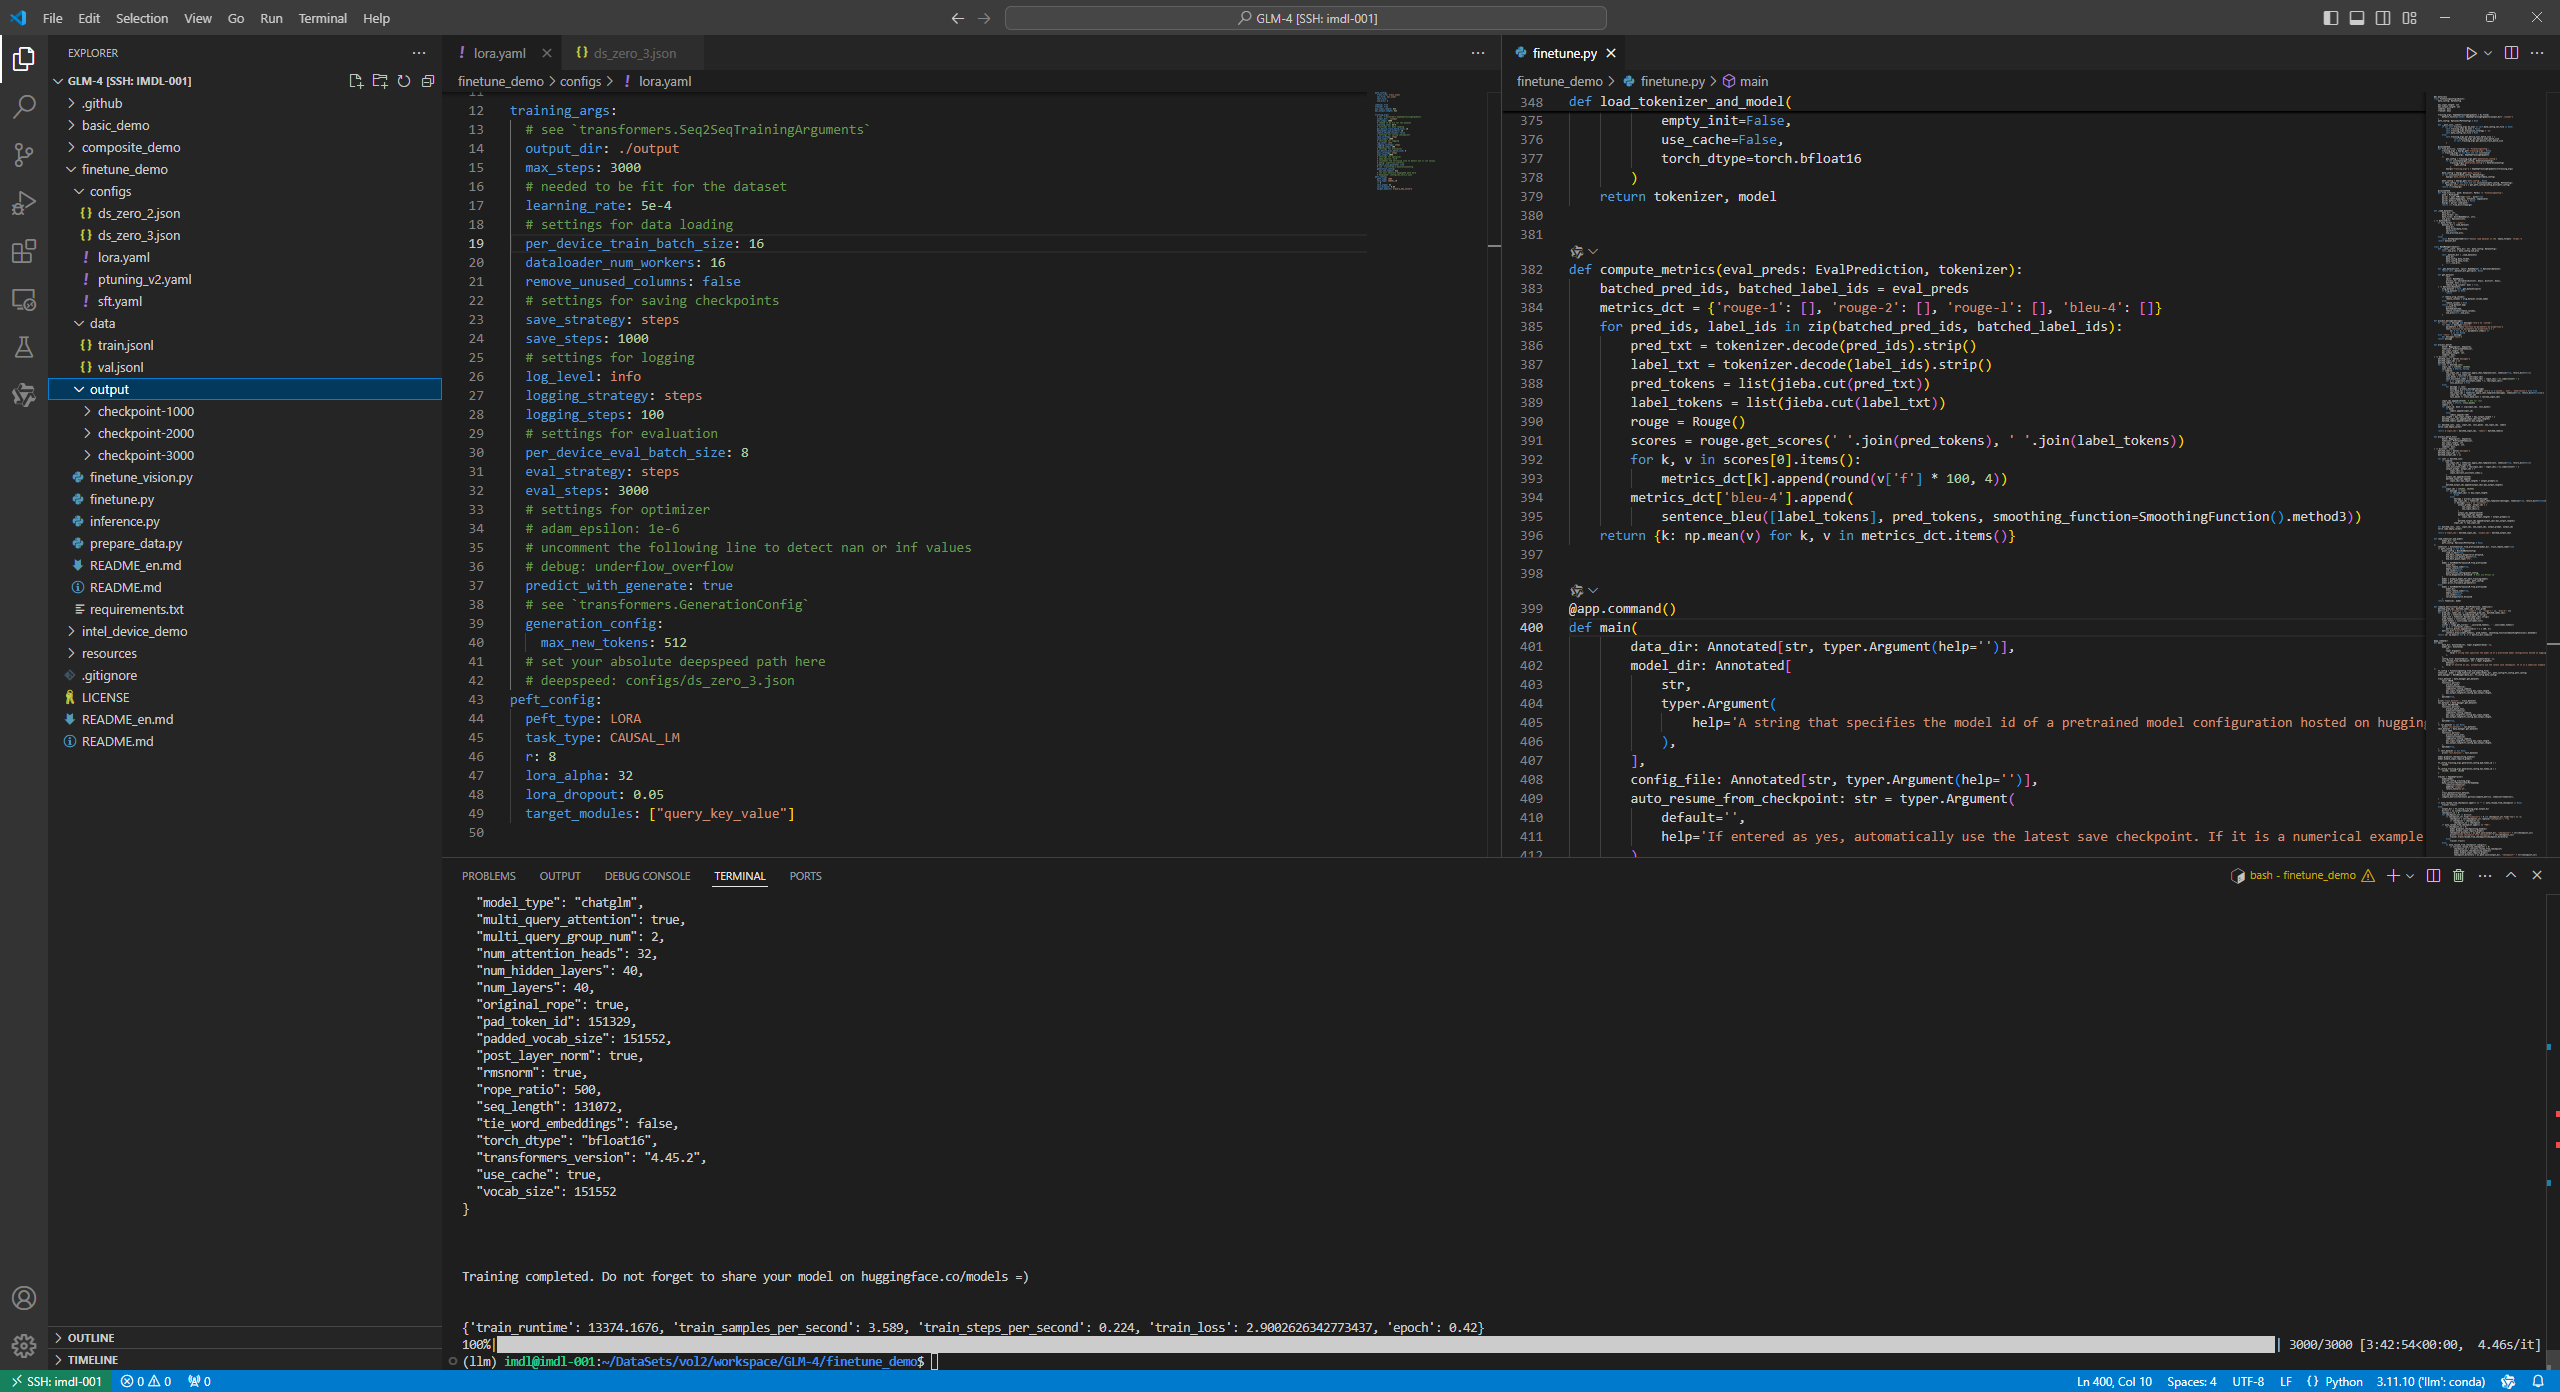 File Edit Selection View Go Run Terminal Help
GLM-4 [SSH: imdl-001]
EXPLORER
GLM-4 [SSH: IMDL-001]
.github
basic_demo
composite_demo
finetune_demo
configs
ds_zero_2.json
ds_zero_3.json
lora.yaml
ptuning_v2.yaml
sft.yaml
data
train.jsonl
val.jsonl
output
checkpoint-1000
checkpoint-2000
checkpoint-3000
finetune_vision.py
finetune.py
inference.py
prepare_data.py
README_en.md
README.md
requirements.txt
intel_device_demo
resources
.gitignore
LICENSE
README_en.md
README.md
OUTLINE
TIMELINE
lora.yaml
ds_zero_3.json
finetune_demo > configs > lora.yaml
11
12 training_args:
13 # see `transformers.Seq2SeqTrainingArguments`
14 output_dir: ./output
15 max_steps: 3000
16 # needed to be fit for the dataset
17 learning_rate: 5e-4
18 # settings for data loading
19 per_device_train_batch_size: 16
20 dataloader_num_workers: 16
21 remove_unused_columns: false
22 # settings for saving checkpoints
23 save_strategy: steps
24 save_steps: 1000
25 # settings for logging
26 log_level: info
27 logging_strategy: steps
28 logging_steps: 100
29 # settings for evaluation
30 per_device_eval_batch_size: 8
31 eval_strategy: steps
32 eval_steps: 3000
33 # settings for optimizer
34 # adam_epsilon: 1e-6
35 # uncomment the following line to detect nan or inf values
36 # debug: underflow_overflow
37 predict_with_generate: true
38 # see `transformers.GenerationConfig`
39 generation_config:
40 max_new_tokens: 512
41 # set your absolute deepspeed path here
42 # deepspeed: configs/ds_zero_3.json
43 peft_config:
44 peft_type: LORA
45 task_type: CAUSAL_LM
46 r: 8
47 lora_alpha: 32
48 lora_dropout: 0.05
49 target_modules: ["query_key_value"]
50
finetune.py
finetune_demo > finetune.py > main
348 def load_tokenizer_and_model(
375 empty_init=False,
376 use_cache=False,
377 torch_dtype=torch.bfloat16
378 )
379 return tokenizer, model
380
381
382 def compute_metrics(eval_preds: EvalPrediction, tokenizer):
383 batched_pred_ids, batched_label_ids = eval_preds
384 metrics_dct = {'rouge-1': [], 'rouge-2': [], 'rouge-l': [], 'bleu-4': []}
385 for pred_ids, label_ids in zip(batched_pred_ids, batched_label_ids):
386 pred_txt = tokenizer.decode(pred_ids).strip()
387 label_txt = tokenizer.decode(label_ids).strip()
388 pred_tokens = list(jieba.cut(pred_txt))
389 label_tokens = list(jieba.cut(label_txt))
390 rouge = Rouge()
391 scores = rouge.get_scores(' '.join(pred_tokens), ' '.join(label_tokens))
392 for k, v in scores[0].items():
393 metrics_dct[k].append(round(v['f'] * 100, 4))
394 metrics_dct['bleu-4'].append(
395 sentence_bleu([label_tokens], pred_tokens, smoothing_function=SmoothingFunction().method3))
396 return {k: np.mean(v) for k, v in metrics_dct.items()}
397
398
399 @app.command()
400 def main(
401 data_dir: Annotated[str, typer.Argument(help='')],
402 model_dir: Annotated[
403 str,
404 typer.Argument(
405 help='A string that specifies the model id of a pretrained model configuration hosted on hugging
406 ),
407 ],
408 config_file: Annotated[str, typer.Argument(help='')],
409 auto_resume_from_checkpoint: str = typer.Argument(
410 default='',
411 help='If entered as yes, automatically use the latest save checkpoint. If it is a numerical example
412 )
PROBLEMS OUTPUT DEBUG CONSOLE TERMINAL PORTS
bash - finetune_demo
"model_type": "chatglm",
"multi_query_attention": true,
"multi_query_group_num": 2,
"num_attention_heads": 32,
"num_hidden_layers": 40,
"num_layers": 40,
"original_rope": true,
"pad_token_id": 151329,
"padded_vocab_size": 151552,
"post_layer_norm": true,
"rmsnorm": true,
"rope_ratio": 500,
"seq_length": 131072,
"tie_word_embeddings": false,
"torch_dtype": "bfloat16",
"transformers_version": "4.45.2",
"use_cache": true,
"vocab_size": 151552
}
Training completed. Do not forget to share your model on huggingface.co/models =)
{'train_runtime': 13374.1676, 'train_samples_per_second': 3.589, 'train_steps_per_second': 0.224, 'train_loss': 2.9002626342773437, 'epoch': 0.42}
100%| | 3000/3000 [3:42:54<00:00, 4.46s/it]
(llm) imdl@imdl-001:~/DataSets/vol2/workspace/GLM-4/finetune_demo$
SSH: imdl-001 0 0 0 Ln 400, Col 10 Spaces: 4 UTF-8 LF {} Python 3.11.10 ('llm': conda)